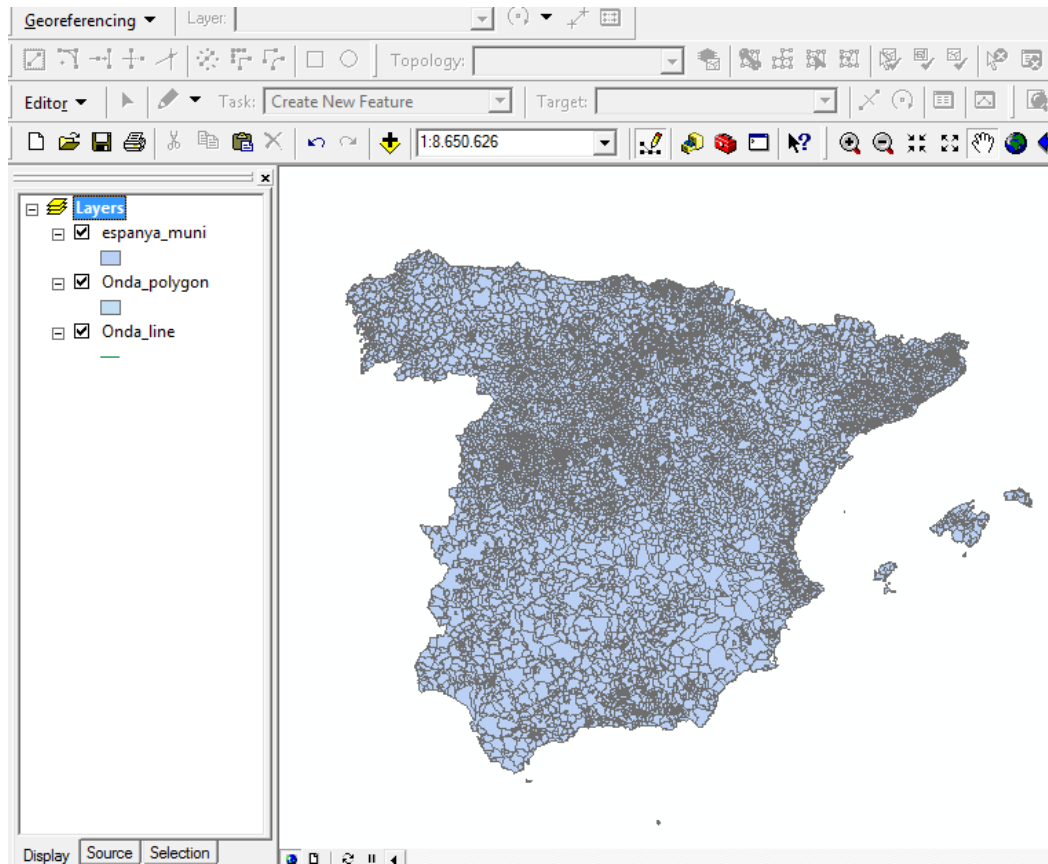 Georeferencing Layer:
Topology:
Editor Task: Create New Feature Target:
1:8.650.626
Layers
espanya_muni
Onda_polygon
Onda_line
Display Source Selection